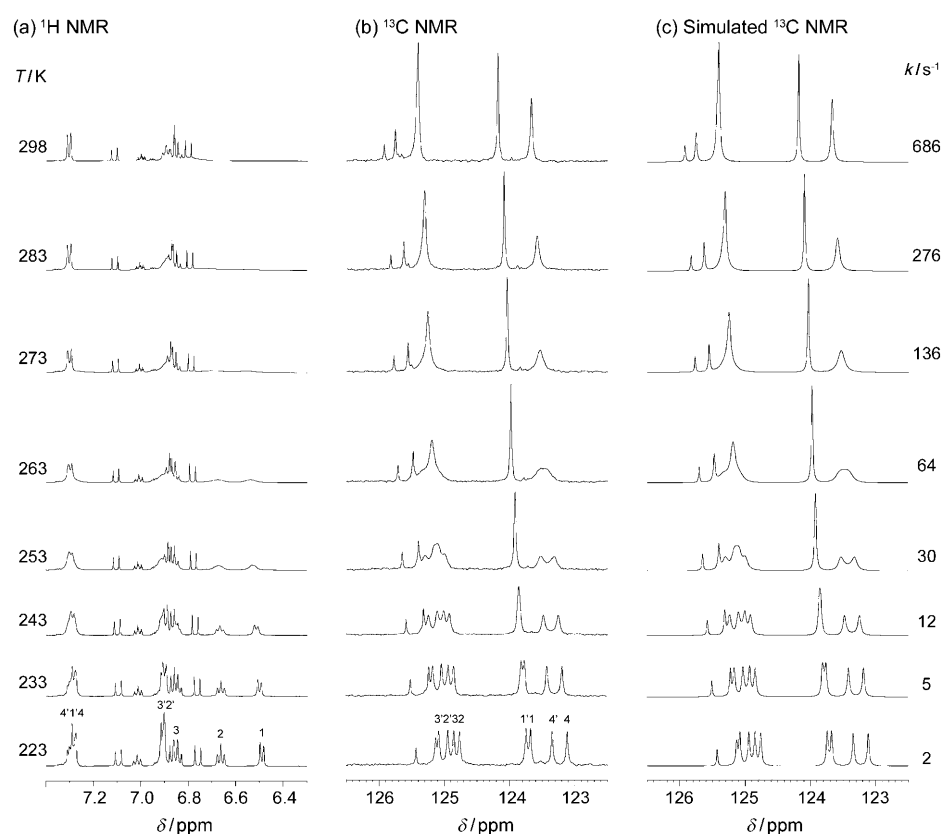 (a) ¹H NMR (b) ¹³C NMR (c) Simulated ¹³C NMR
T / K k / s⁻¹
298 686
283 276
273 136
263 64
253 30
243 12
233 5
4'1'4 3'2' 3 2 1 3'2'32 1'1 4' 4
223 2
7.2 7.0 6.8 6.6 6.4 126 125 124 123 126 125 124 123
δ / ppm δ / ppm δ / ppm